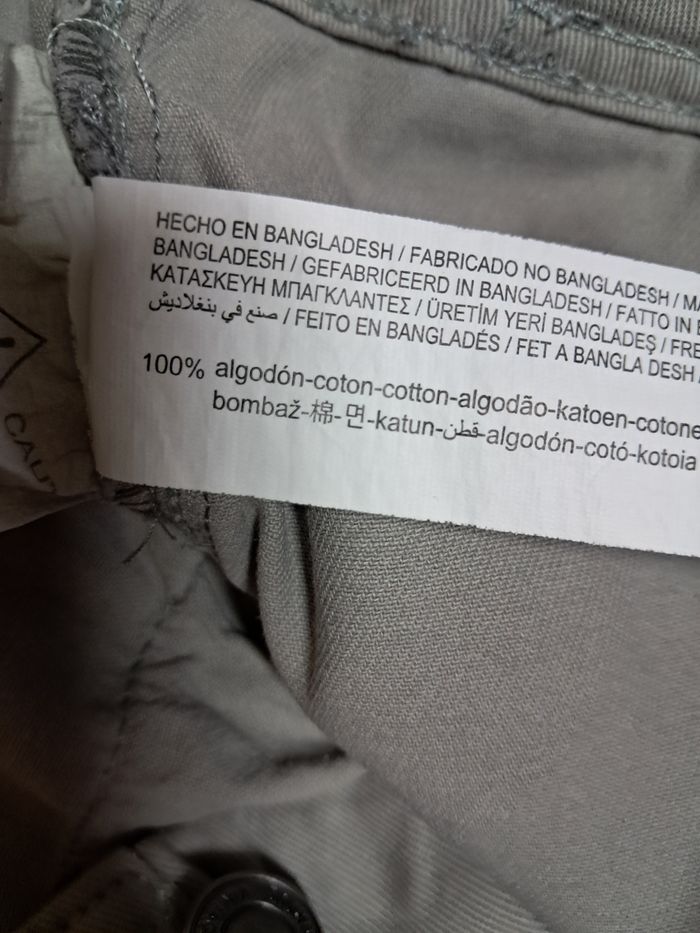 HECHO EN BANGLADESH / FABRICADO NO BANGLADESH /
BANGLADESH / GEFABRICEERD IN BANGLADESH / FATTO IN
ΚΑΤΑΣΚΕΥΗ ΜΠΑΓΚΛΑΝΤΕΣ / ÜRETİM YERİ BANGLADEŞ /
صنع في بنغلاديش / FEITO EN BANGLADÉS / FET A BANGLA DESH
100% algodón-coton-cotton-algodão-katoen-cotone
bombaž-棉-면-katun-قطن-algodón-cotó-kotoia